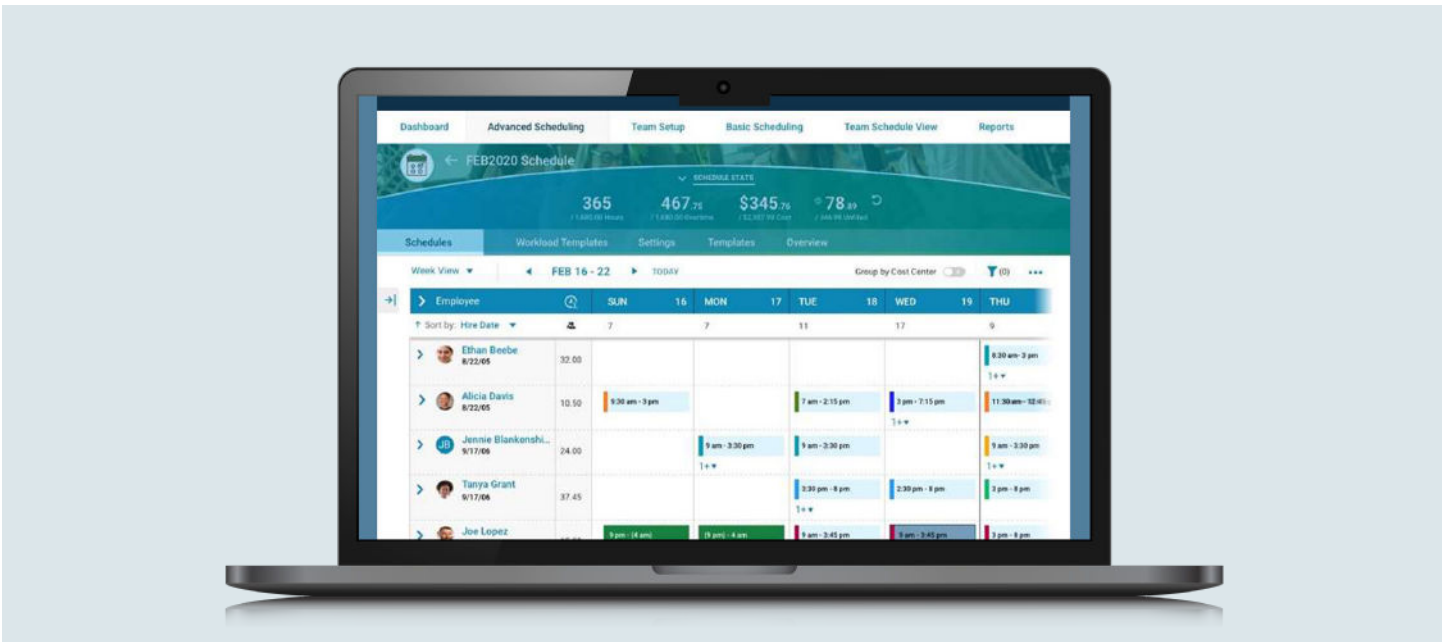 Dashboard Advanced Scheduling Team Setup Basic Scheduling Team Schedule View Reports
← FEB2020 Schedule
SCHEDULE STATS
365 467.75 $345.76 78.89
Schedules Workload Templates Settings Templates Overview
Week View FEB 16 - 22 TODAY Group by Cost Center (0) •••
Employee SUN 16 MON 17 TUE 18 WED 19 THU
↑ Sort by: Hire Date 7 7 11 17 9
Ethan Beebe
8/22/05 32.00 8:30 am - 3 pm
1+
Alicia Davis
8/22/05 10.50 9:30 am - 3 pm 7 am - 2:15 pm 3 pm - 7:15 pm 11:30 am -
1+
Jennie Blankenshi...
JB 9/17/06 24.00 9 am - 3:30 pm 9 am - 3:30 pm 9 am - 3:30 pm
1+ 1+
Tanya Grant
9/17/06 37.45 3:30 pm - 8 pm 2:30 pm - 8 pm 3 pm - 8 pm
1+
Joe Lopez
9 pm - (4 am) (9 pm) - 4 am 9 am - 3:45 pm 9 am - 3:45 pm 3 pm - 8 pm